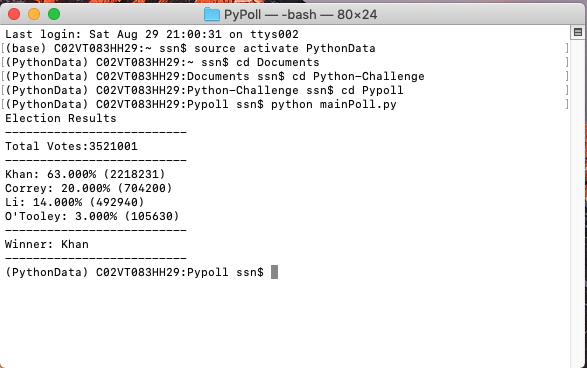 PyPoll — -bash — 80×24
Last login: Sat Aug 29 21:00:31 on ttys002
[(base) C02VT083HH29:~ ssn$ source activate PythonData ]
[(PythonData) C02VT083HH29:~ ssn$ cd Documents ]
[(PythonData) C02VT083HH29:Documents ssn$ cd Python-Challenge ]
[(PythonData) C02VT083HH29:Python-Challenge ssn$ cd Pypoll ]
[(PythonData) C02VT083HH29:Pypoll ssn$ python mainPoll.py ]
Election Results
--------------------------
Total Votes:3521001
--------------------------
Khan: 63.000% (2218231)
Correy: 20.000% (704200)
Li: 14.000% (492940)
O'Tooley: 3.000% (105630)
--------------------------
Winner: Khan
--------------------------
(PythonData) C02VT083HH29:Pypoll ssn$